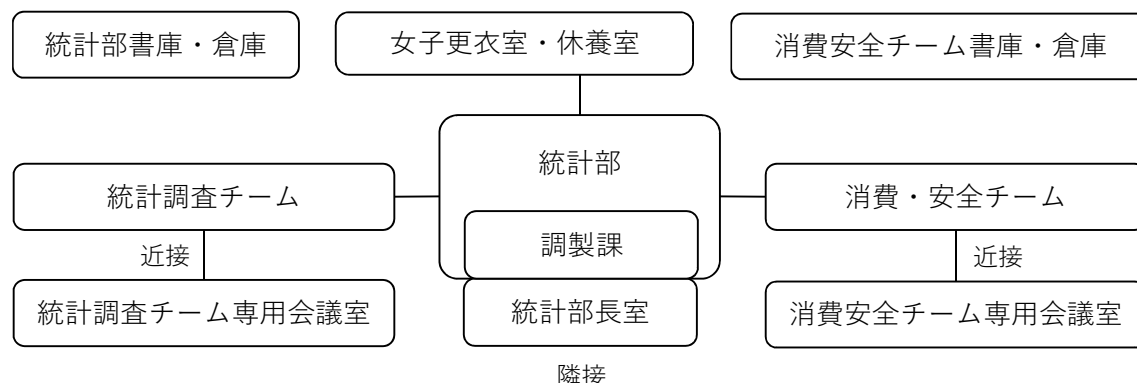 統計部書庫・倉庫
女子更衣室・休養室
消費安全チーム書庫・倉庫
統計部
統計調査チーム
消費・安全チーム
調製課
近接
近接
統計調査チーム専用会議室
統計部長室
消費安全チーム専用会議室
隣接